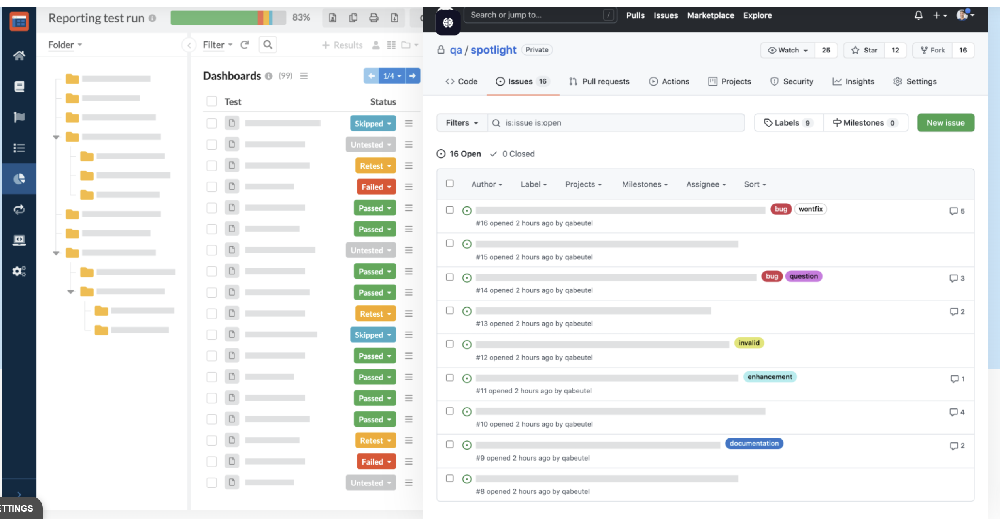 Reporting test run
83%
Folder
Filter
+ Results
Dashboards (99)
1/4
Test Status
Skipped
Untested
Retest
Failed
Passed
Passed
Untested
Passed
Passed
Retest
Skipped
Passed
Passed
Passed
Passed
Retest
Failed
Untested
ETTINGS
Search or jump to... /
Pulls Issues Marketplace Explore
qa / spotlight Private
Watch 25 Star 12 Fork 16
Code Issues 16 Pull requests Actions Projects Security Insights Settings
Filters is:issue is:open Labels 9 Milestones 0 New issue
16 Open 0 Closed
Author Label Projects Milestones Assignee Sort
bug wontfix 5
#16 opened 2 hours ago by qabeutel
#15 opened 2 hours ago by qabeutel
bug question 3
#14 opened 2 hours ago by qabeutel
2
#13 opened 2 hours ago by qabeutel
invalid
#12 opened 2 hours ago by qabeutel
enhancement 1
#11 opened 2 hours ago by qabeutel
4
#10 opened 2 hours ago by qabeutel
documentation 2
#9 opened 2 hours ago by qabeutel
#8 opened 2 hours ago by qabeutel